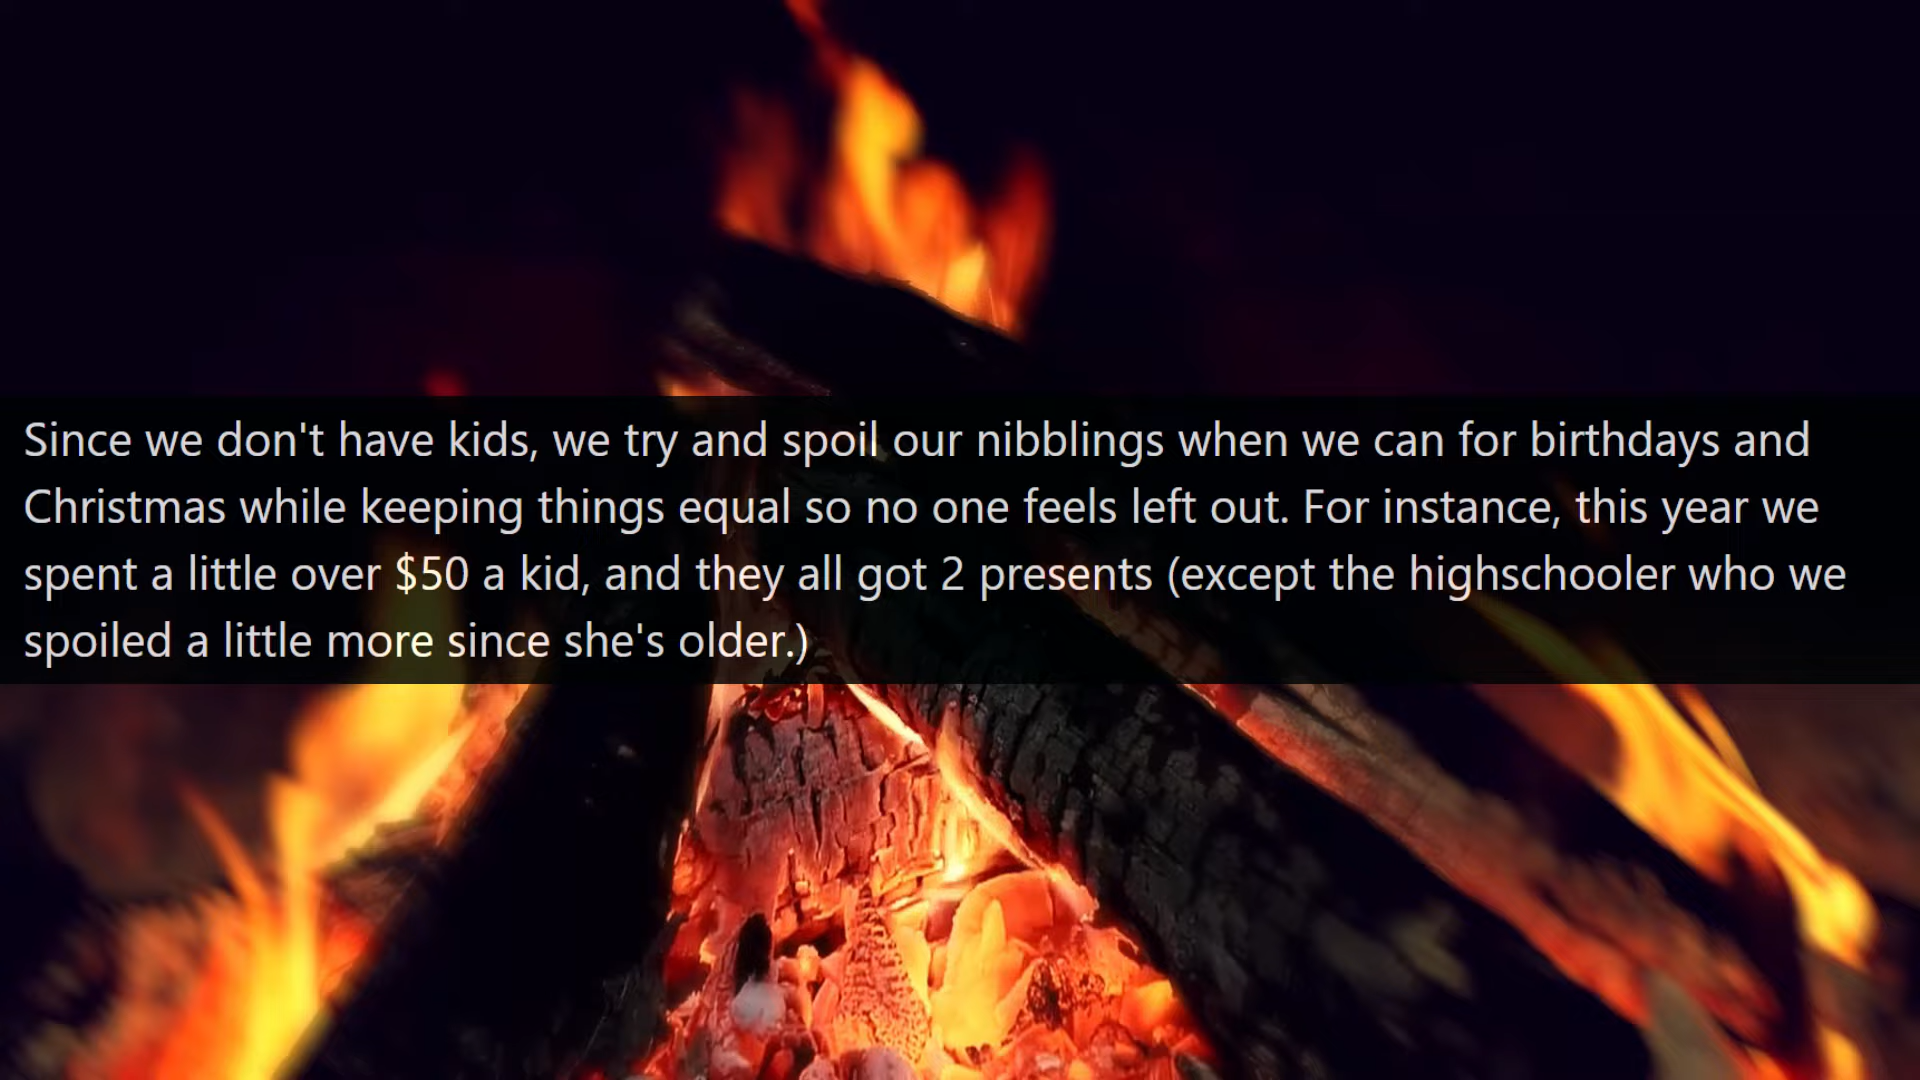 Since we don't have kids, we try and spoil our nibblings when we can for birthdays and
Christmas while keeping things equal so no one feels left out. For instance, this year we
spent a little over $50 a kid, and they all got 2 presents (except the highschooler who we
spoiled a little more since she's older.)